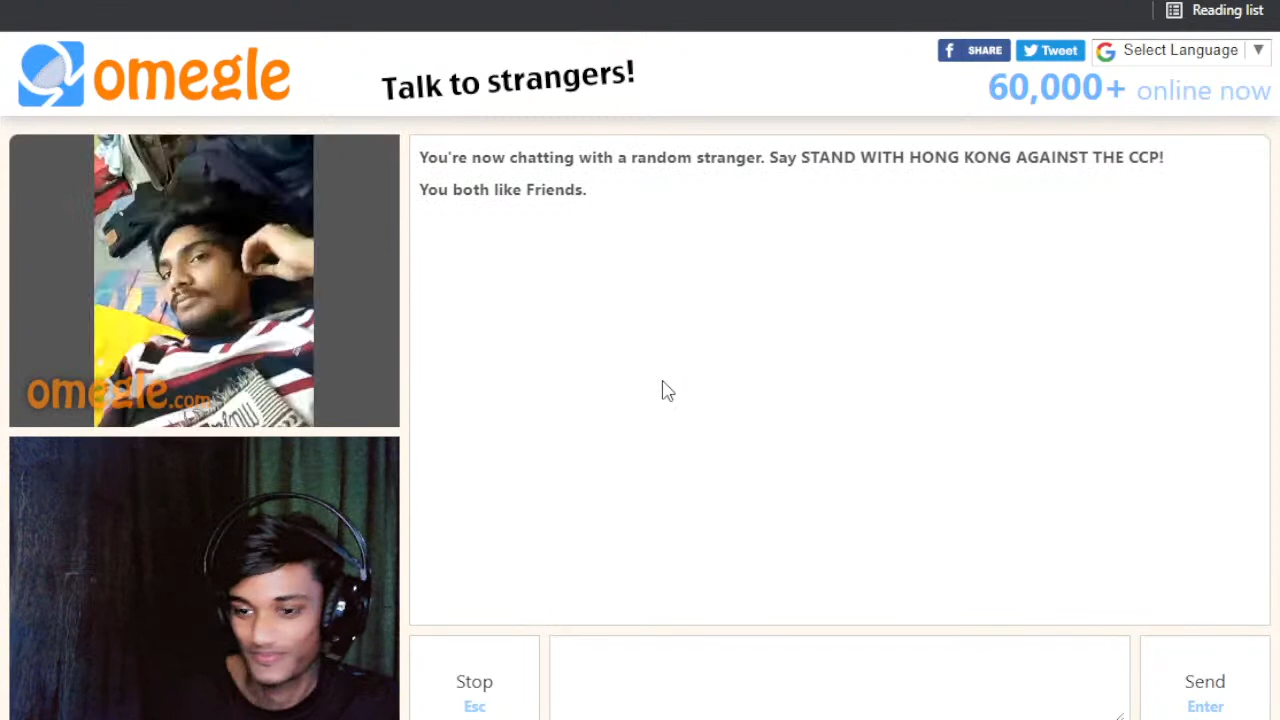 Reading list
omegle
Talk to strangers!
f SHARE
Tweet
G Select Language ▼
60,000+ online now
You're now chatting with a random stranger. Say STAND WITH HONG KONG AGAINST THE CCP!
You both like Friends.
omegle.com
Stop
Esc
Send
Enter